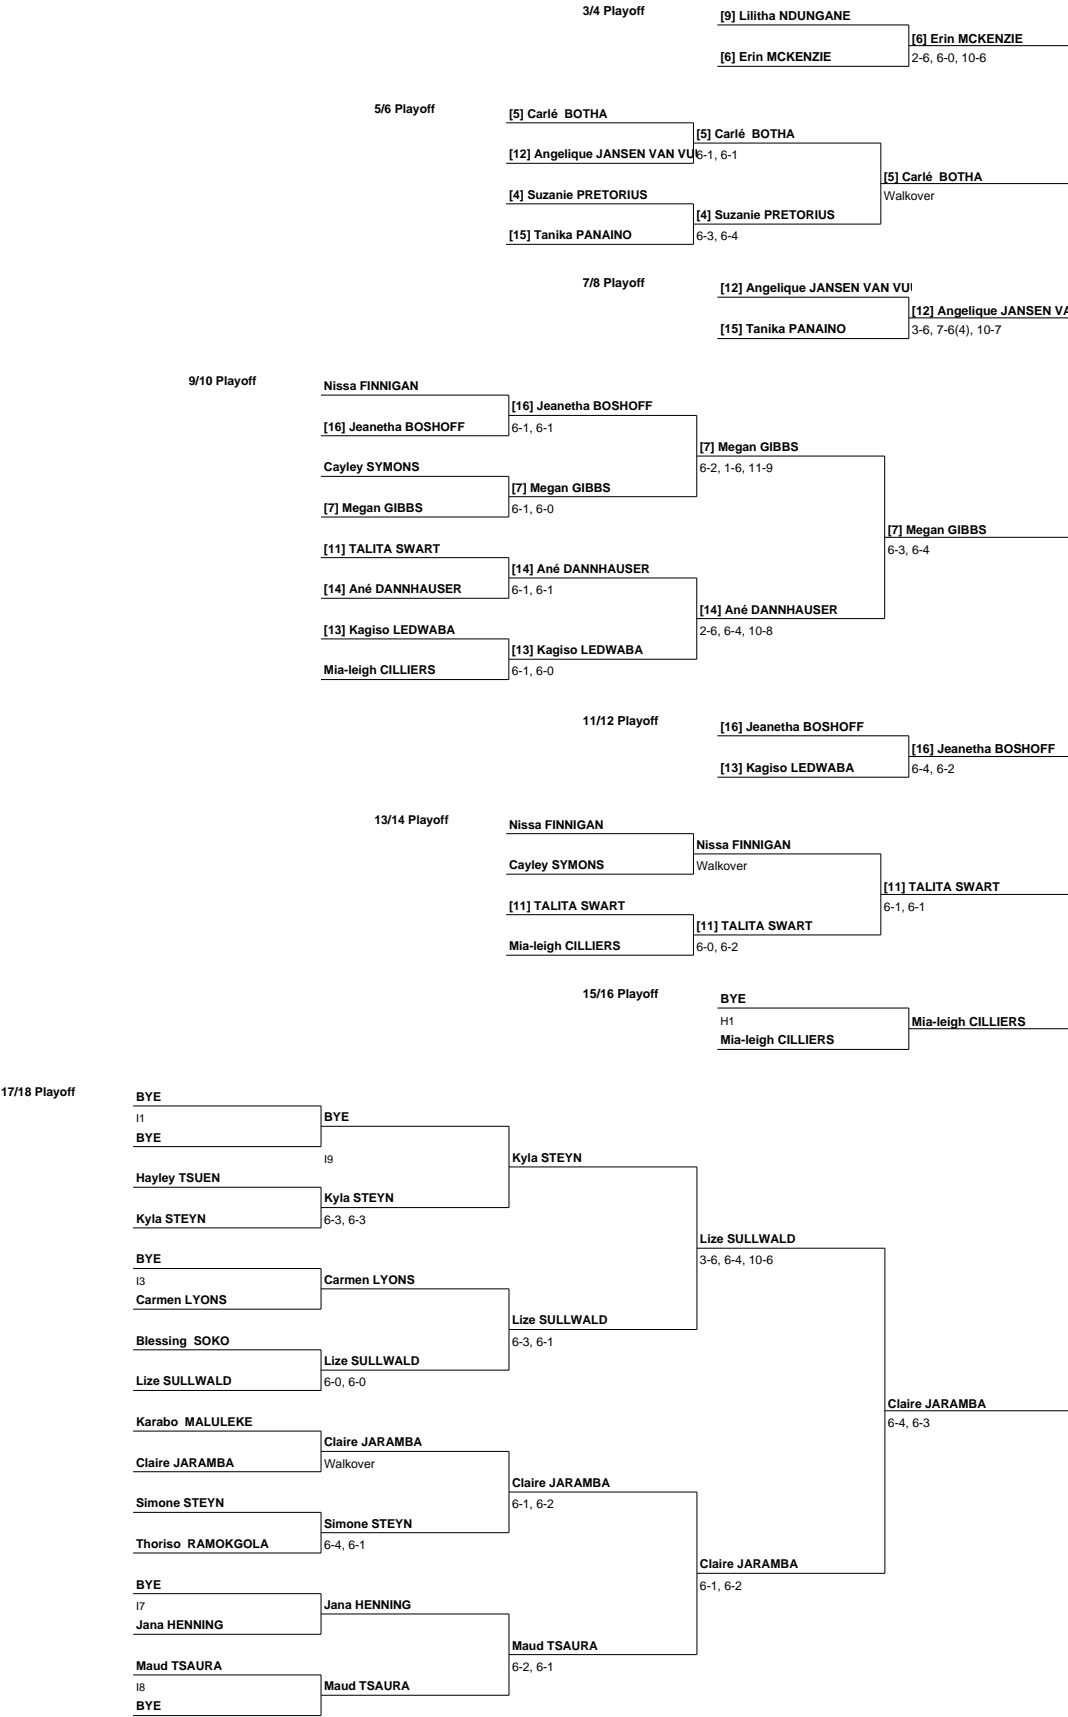 3/4 Playoff
[9] Lilitha NDUNGANE
[6] Erin MCKENZIE
[6] Erin MCKENZIE
2-6, 6-0, 10-6
5/6 Playoff
[5] Carlé BOTHA
[5] Carlé BOTHA
[12] Angelique JANSEN VAN VU
6-1, 6-1
[5] Carlé BOTHA
[4] Suzanie PRETORIUS
Walkover
[4] Suzanie PRETORIUS
[15] Tanika PANAINO
6-3, 6-4
7/8 Playoff
[12] Angelique JANSEN VAN VU
[12] Angelique JANSEN VA
[15] Tanika PANAINO
3-6, 7-6(4), 10-7
9/10 Playoff
Nissa FINNIGAN
[16] Jeanetha BOSHOFF
[16] Jeanetha BOSHOFF
6-1, 6-1
[7] Megan GIBBS
Cayley SYMONS
6-2, 1-6, 11-9
[7] Megan GIBBS
[7] Megan GIBBS
6-1, 6-0
[7] Megan GIBBS
[11] TALITA SWART
6-3, 6-4
[14] Ané DANNHAUSER
[14] Ané DANNHAUSER
6-1, 6-1
[14] Ané DANNHAUSER
[13] Kagiso LEDWABA
2-6, 6-4, 10-8
[13] Kagiso LEDWABA
Mia-leigh CILLIERS
6-1, 6-0
11/12 Playoff
[16] Jeanetha BOSHOFF
[16] Jeanetha BOSHOFF
[13] Kagiso LEDWABA
6-4, 6-2
13/14 Playoff
Nissa FINNIGAN
Nissa FINNIGAN
Cayley SYMONS
Walkover
[11] TALITA SWART
[11] TALITA SWART
6-1, 6-1
[11] TALITA SWART
Mia-leigh CILLIERS
6-0, 6-2
15/16 Playoff
BYE
H1
Mia-leigh CILLIERS
Mia-leigh CILLIERS
17/18 Playoff
BYE
I1
BYE
BYE
I9
Kyla STEYN
Hayley TSUEN
Kyla STEYN
Kyla STEYN
6-3, 6-3
Lize SULLWALD
BYE
3-6, 6-4, 10-6
I3
Carmen LYONS
Carmen LYONS
Lize SULLWALD
Blessing SOKO
6-3, 6-1
Lize SULLWALD
Lize SULLWALD
6-0, 6-0
Claire JARAMBA
Karabo MALULEKE
6-4, 6-3
Claire JARAMBA
Claire JARAMBA
Walkover
Claire JARAMBA
Simone STEYN
6-1, 6-2
Simone STEYN
Thoriso RAMOKGOLA
6-4, 6-1
Claire JARAMBA
BYE
6-1, 6-2
I7
Jana HENNING
Jana HENNING
Maud TSAURA
Maud TSAURA
6-2, 6-1
I8
Maud TSAURA
BYE